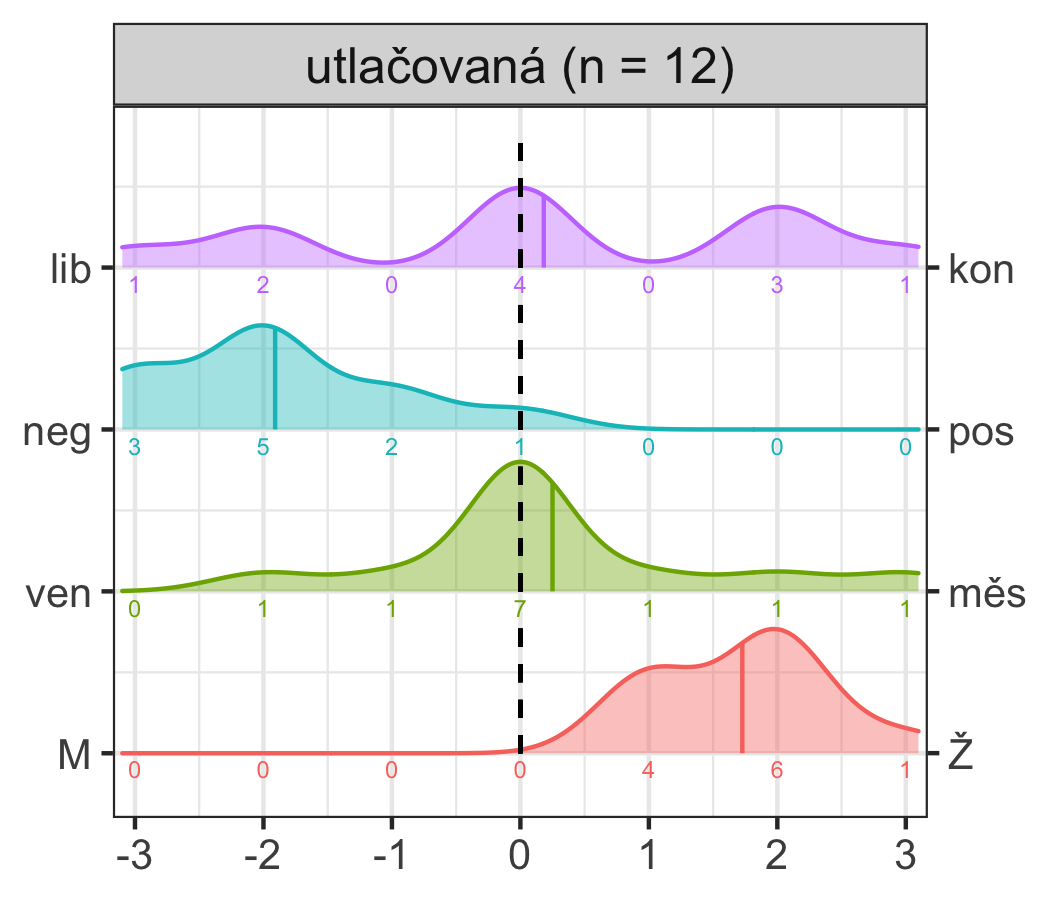 utlačovaná (n = 12)
lib kon
1 2 0 4 0 3 1
neg pos
3 5 2 1 0 0 0
ven měs
0 1 1 7 1 1 1
M Ž
0 0 0 0 4 6 1
-3 -2 -1 0 1 2 3